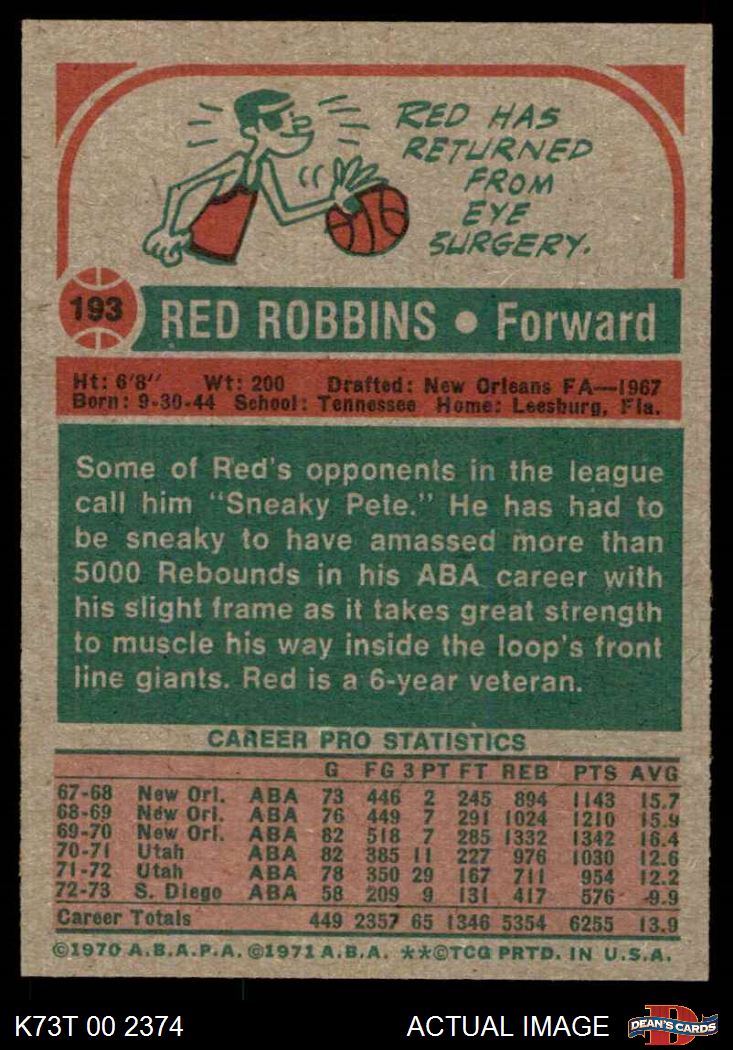 RED HAS
RETURNED
FROM
EYE
SURGERY.
193
RED ROBBINS • Forward
Ht: 6'8" Wt: 200 Drafted: New Orleans FA—1967
Born: 9-30-44 School: Tennessee Home: Leesburg, Fla.
Some of Red's opponents in the league
call him "Sneaky Pete." He has had to
be sneaky to have amassed more than
5000 Rebounds in his ABA career with
his slight frame as it takes great strength
to muscle his way inside the loop's front
line giants. Red is a 6-year veteran.
CAREER PRO STATISTICS
G FG 3 PT FT REB PTS AVG
67-68 New Orl. ABA 73 446 2 245 894 1143 15.7
68-69 New Orl. ABA 76 449 7 291 1024 1210 15.9
69-70 New Orl. ABA 82 518 7 285 1332 1342 16.4
70-71 Utah ABA 82 385 11 227 976 1030 12.6
71-72 Utah ABA 78 350 29 167 711 954 12.2
72-73 S. Diego ABA 58 209 9 131 417 576 -9.9
Career Totals 449 2357 65 1346 5354 6255 13.9
©1970 A.B.A.P.A. ©1971 A.B.A. **©TCG PRTD. IN U.S.A.
K73T 00 2374 ACTUAL IMAGE D DEAN'S CARDS